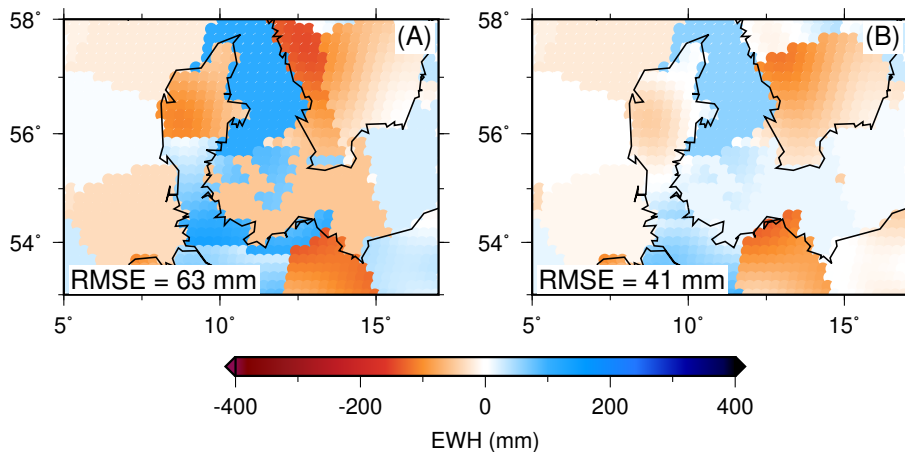 58˚ (A) (B) 58˚
56˚ 56˚
54˚ 54˚
RMSE = 63 mm RMSE = 41 mm
5˚ 10˚ 15˚ 5˚ 10˚ 15˚
-400 -200 0 200 400
EWH (mm)